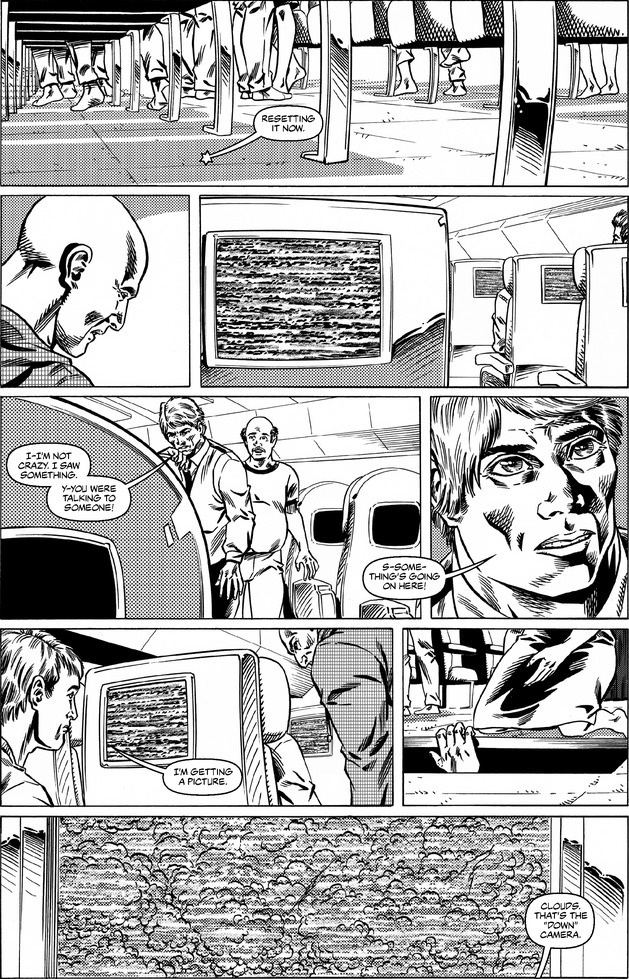 RESETTING
IT NOW.
I-I'M NOT
CRAZY. I SAW
SOMETHING.
Y-YOU WERE
TALKING TO
SOMEONE!
S-SOME-
THING'S GOING
ON HERE!
I'M GETTING
A PICTURE.
CLOUDS.
THAT'S THE
"DOWN"
CAMERA.